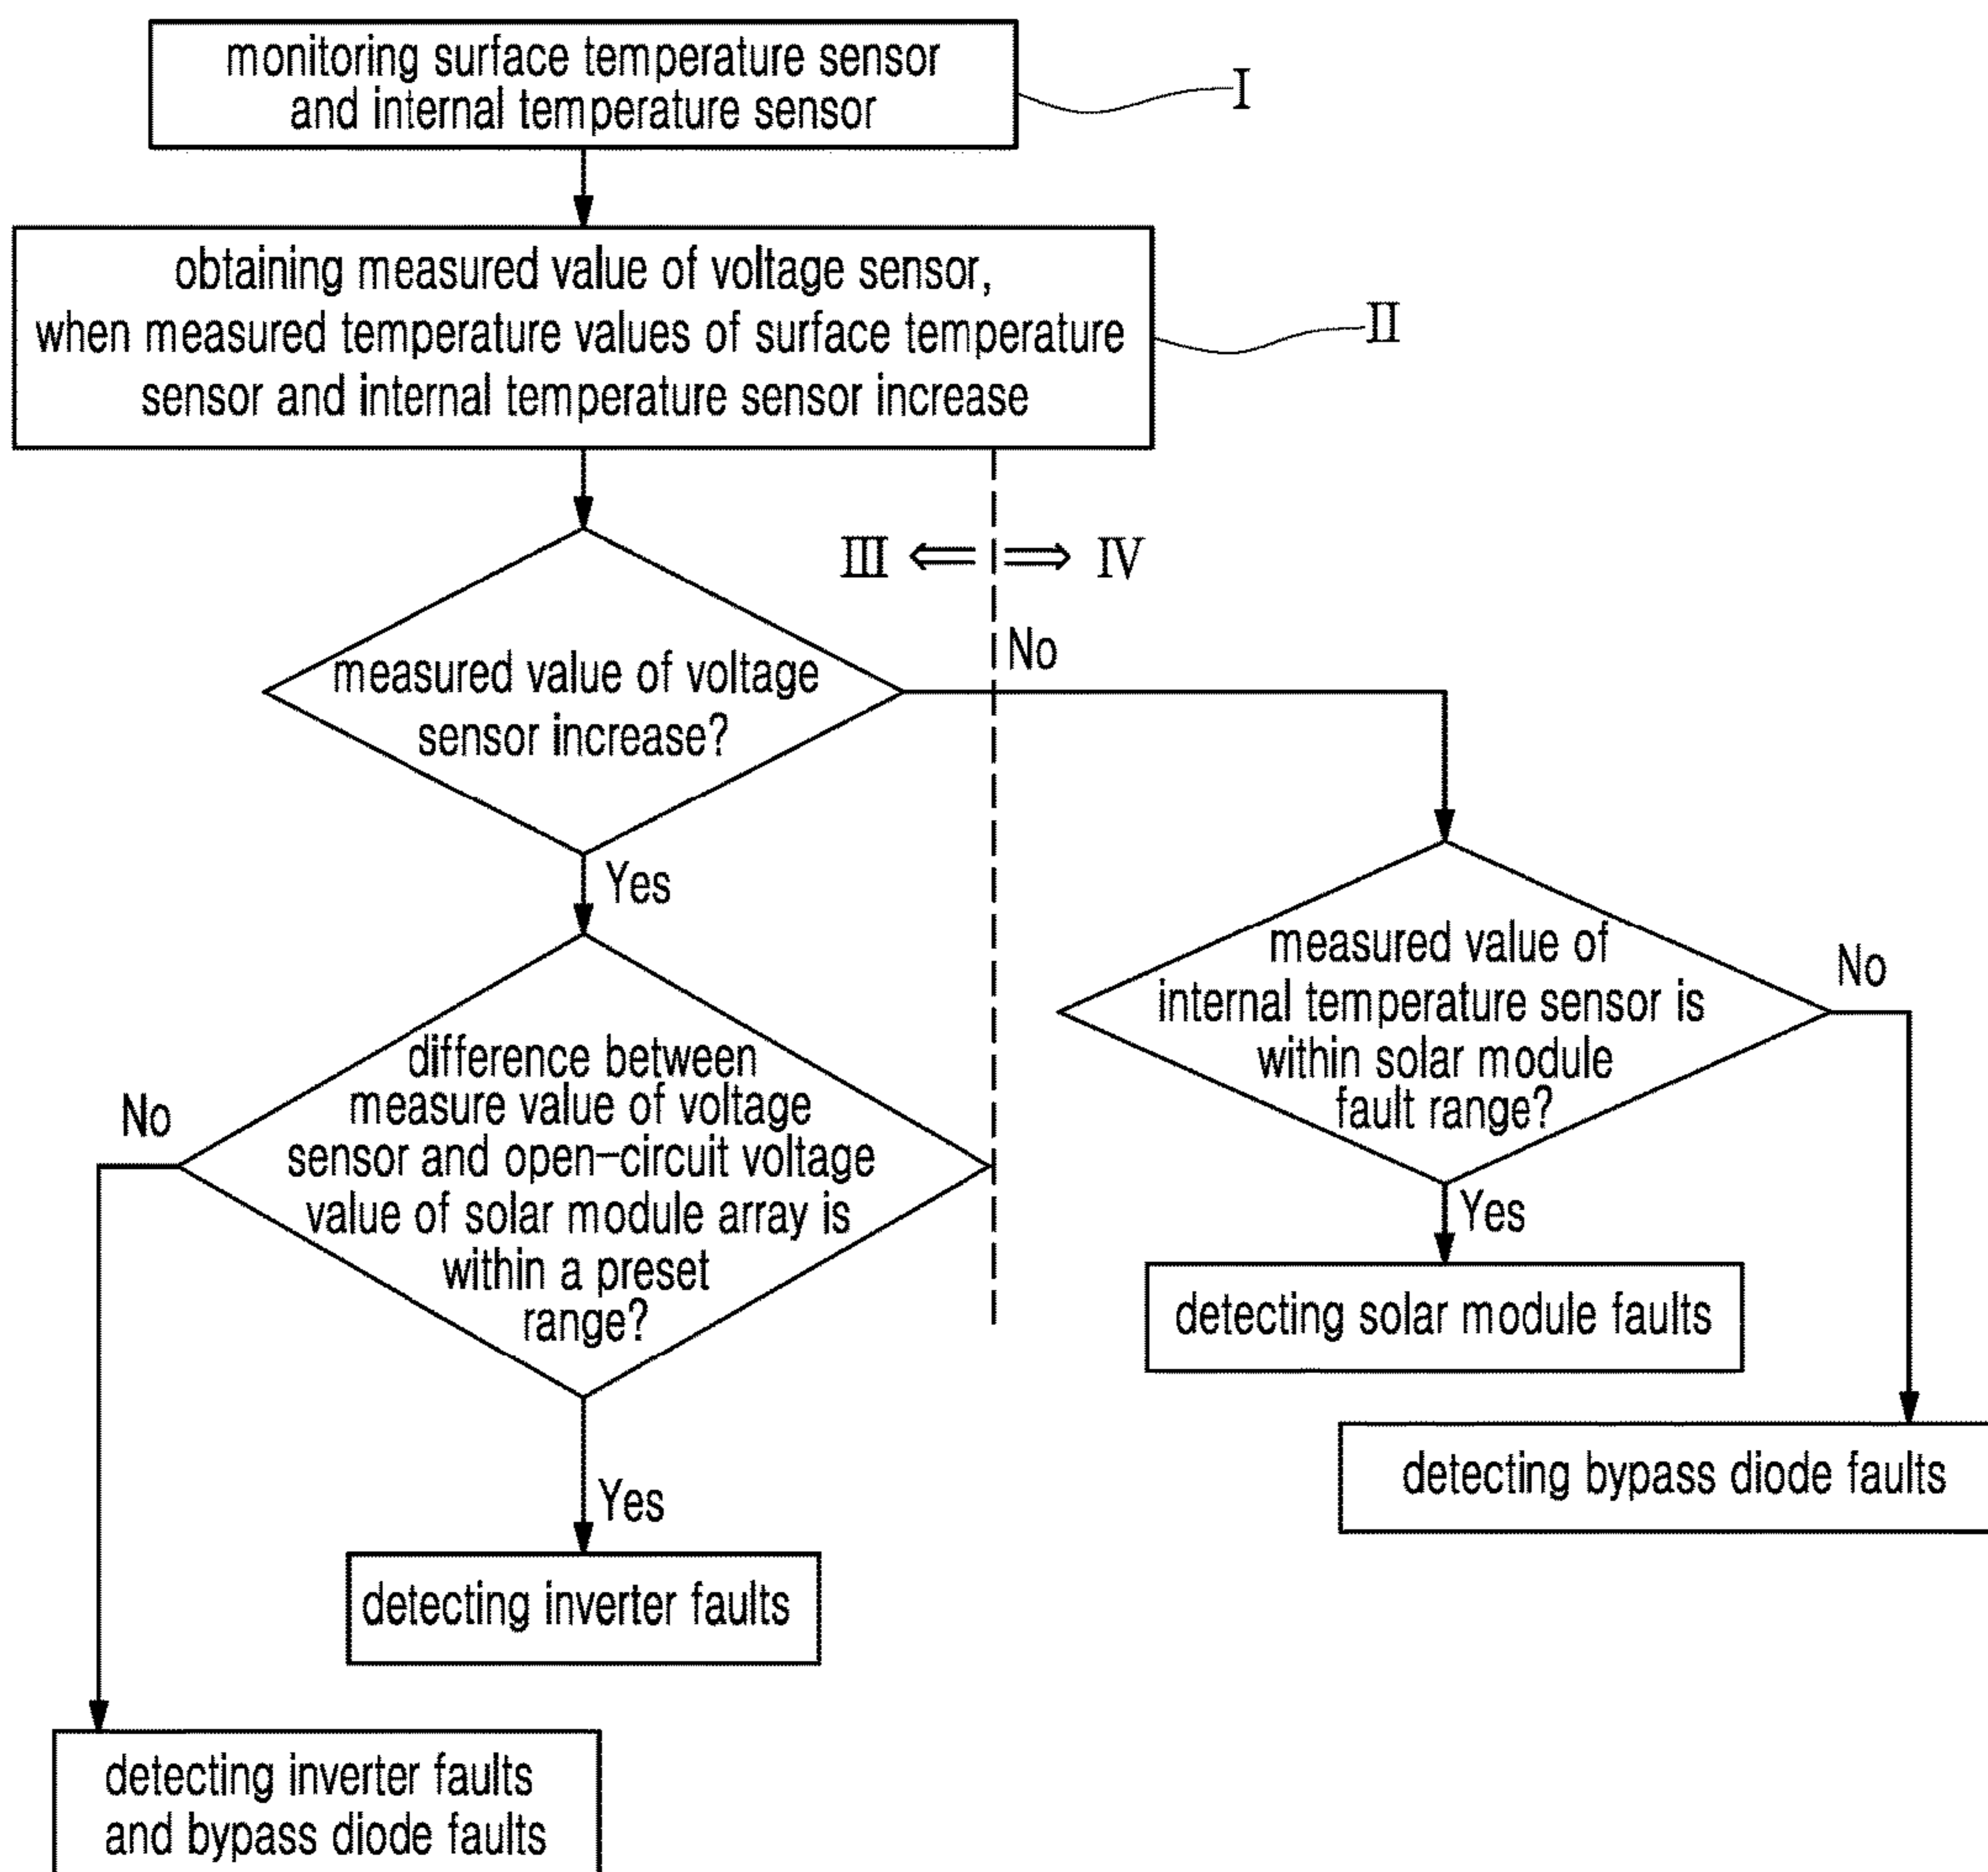 monitoring surface temperature sensor
and internal temperature sensor
I
obtaining measured value of voltage sensor,
when measured temperature values of surface temperature
sensor and internal temperature sensor increase
II
III ⇐ ⇒ IV
measured value of voltage
sensor increase?
No
Yes
measured value of
internal temperature sensor is
within solar module
fault range?
No
Yes
difference between
measure value of voltage
sensor and open-circuit voltage
value of solar module array is
within a preset
range?
No
Yes
detecting solar module faults
detecting bypass diode faults
detecting inverter faults
detecting inverter faults
and bypass diode faults